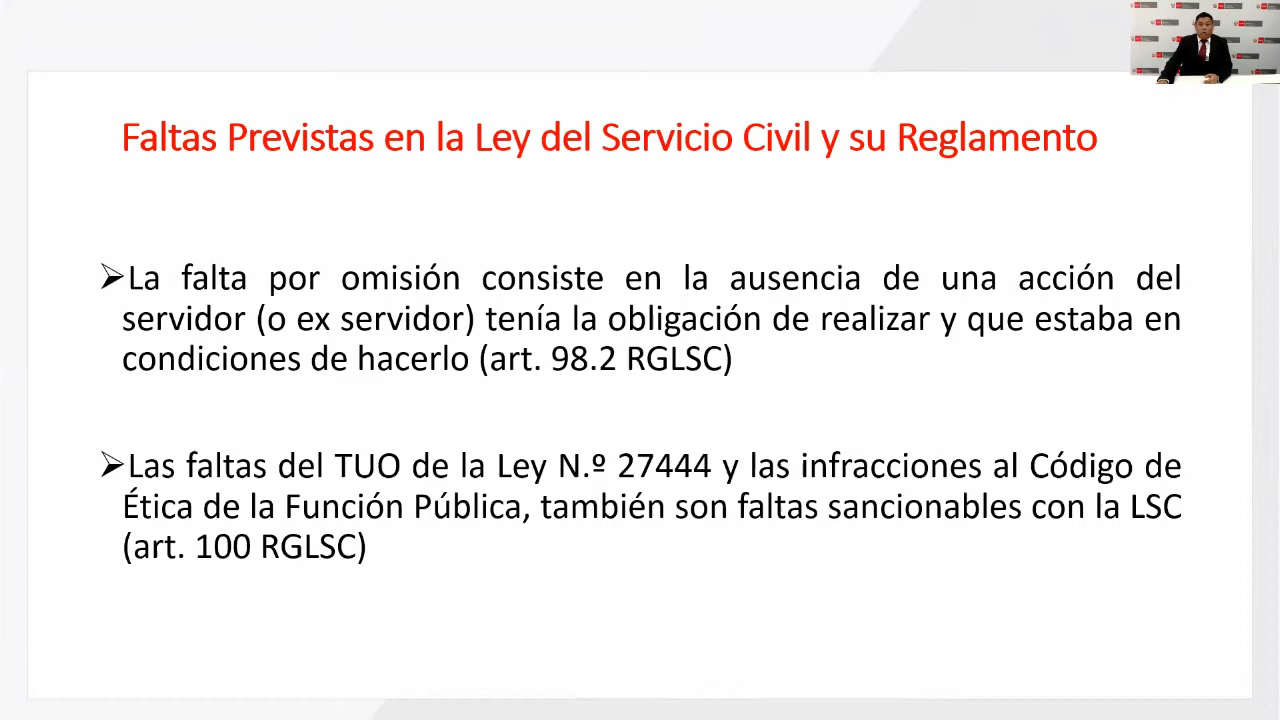 Faltas Previstas en la Ley del Servicio Civil y su Reglamento
➢La falta por omisión consiste en la ausencia de una acción del
servidor (o ex servidor) tenía la obligación de realizar y que estaba en
condiciones de hacerlo (art. 98.2 RGLSC)
➢Las faltas del TUO de la Ley N.º 27444 y las infracciones al Código de
Ética de la Función Pública, también son faltas sancionables con la LSC
(art. 100 RGLSC)